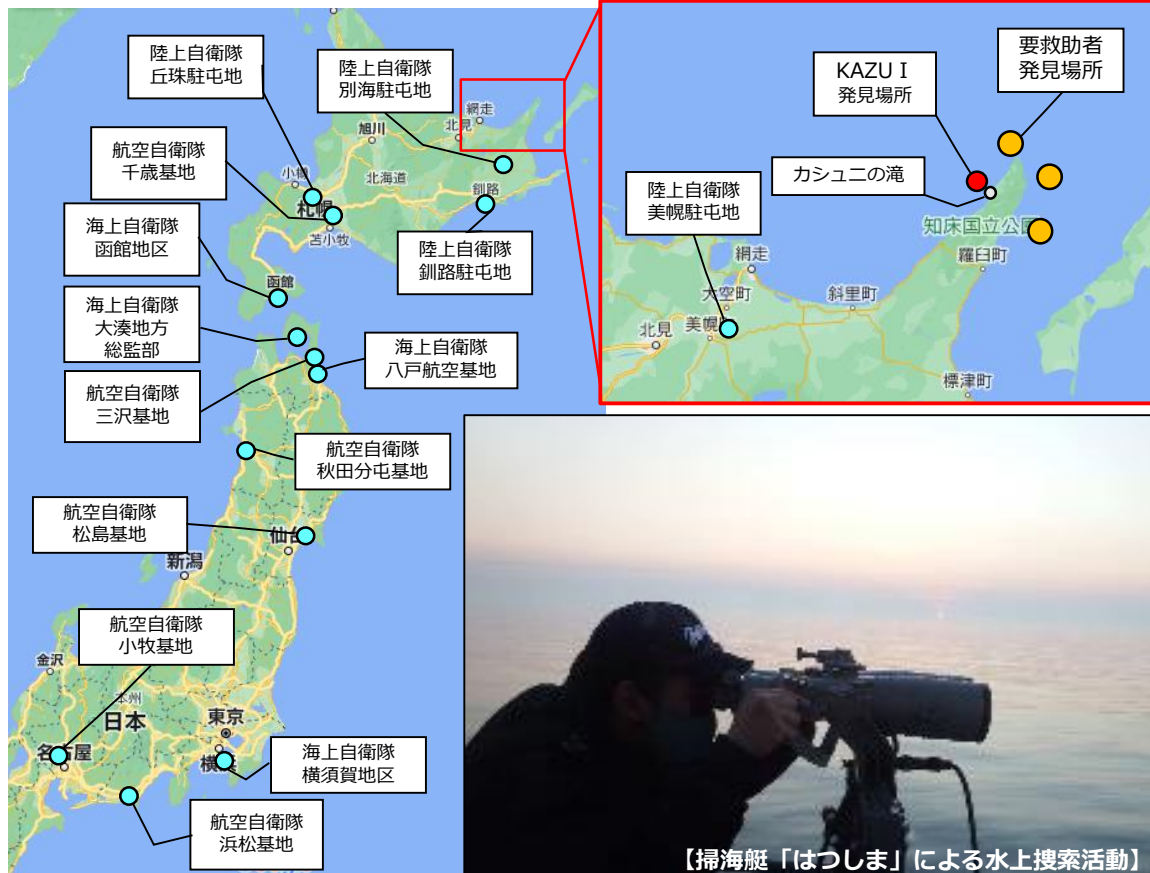 陸上自衛隊
丘珠駐屯地
陸上自衛隊
別海駐屯地
航空自衛隊
千歳基地
海上自衛隊
函館地区
海上自衛隊
大湊地方
総監部
航空自衛隊
三沢基地
陸上自衛隊
釧路駐屯地
海上自衛隊
八戸航空基地
航空自衛隊
秋田分屯基地
航空自衛隊
松島基地
航空自衛隊
小牧基地
海上自衛隊
横須賀地区
航空自衛隊
浜松基地
網走
北見
旭川
小樽
北海道
釧路
札幌
苫小牧
函館
仙台
新潟
金沢
本州
日本
東京
名古屋
KAZU I
発見場所
要救助者
発見場所
カシュニの滝
陸上自衛隊
美幌駐屯地
知床国立公園
網走
羅臼町
大空町
斜里町
北見
美幌町
標津町
【掃海艇「はつしま」による水上捜索活動】